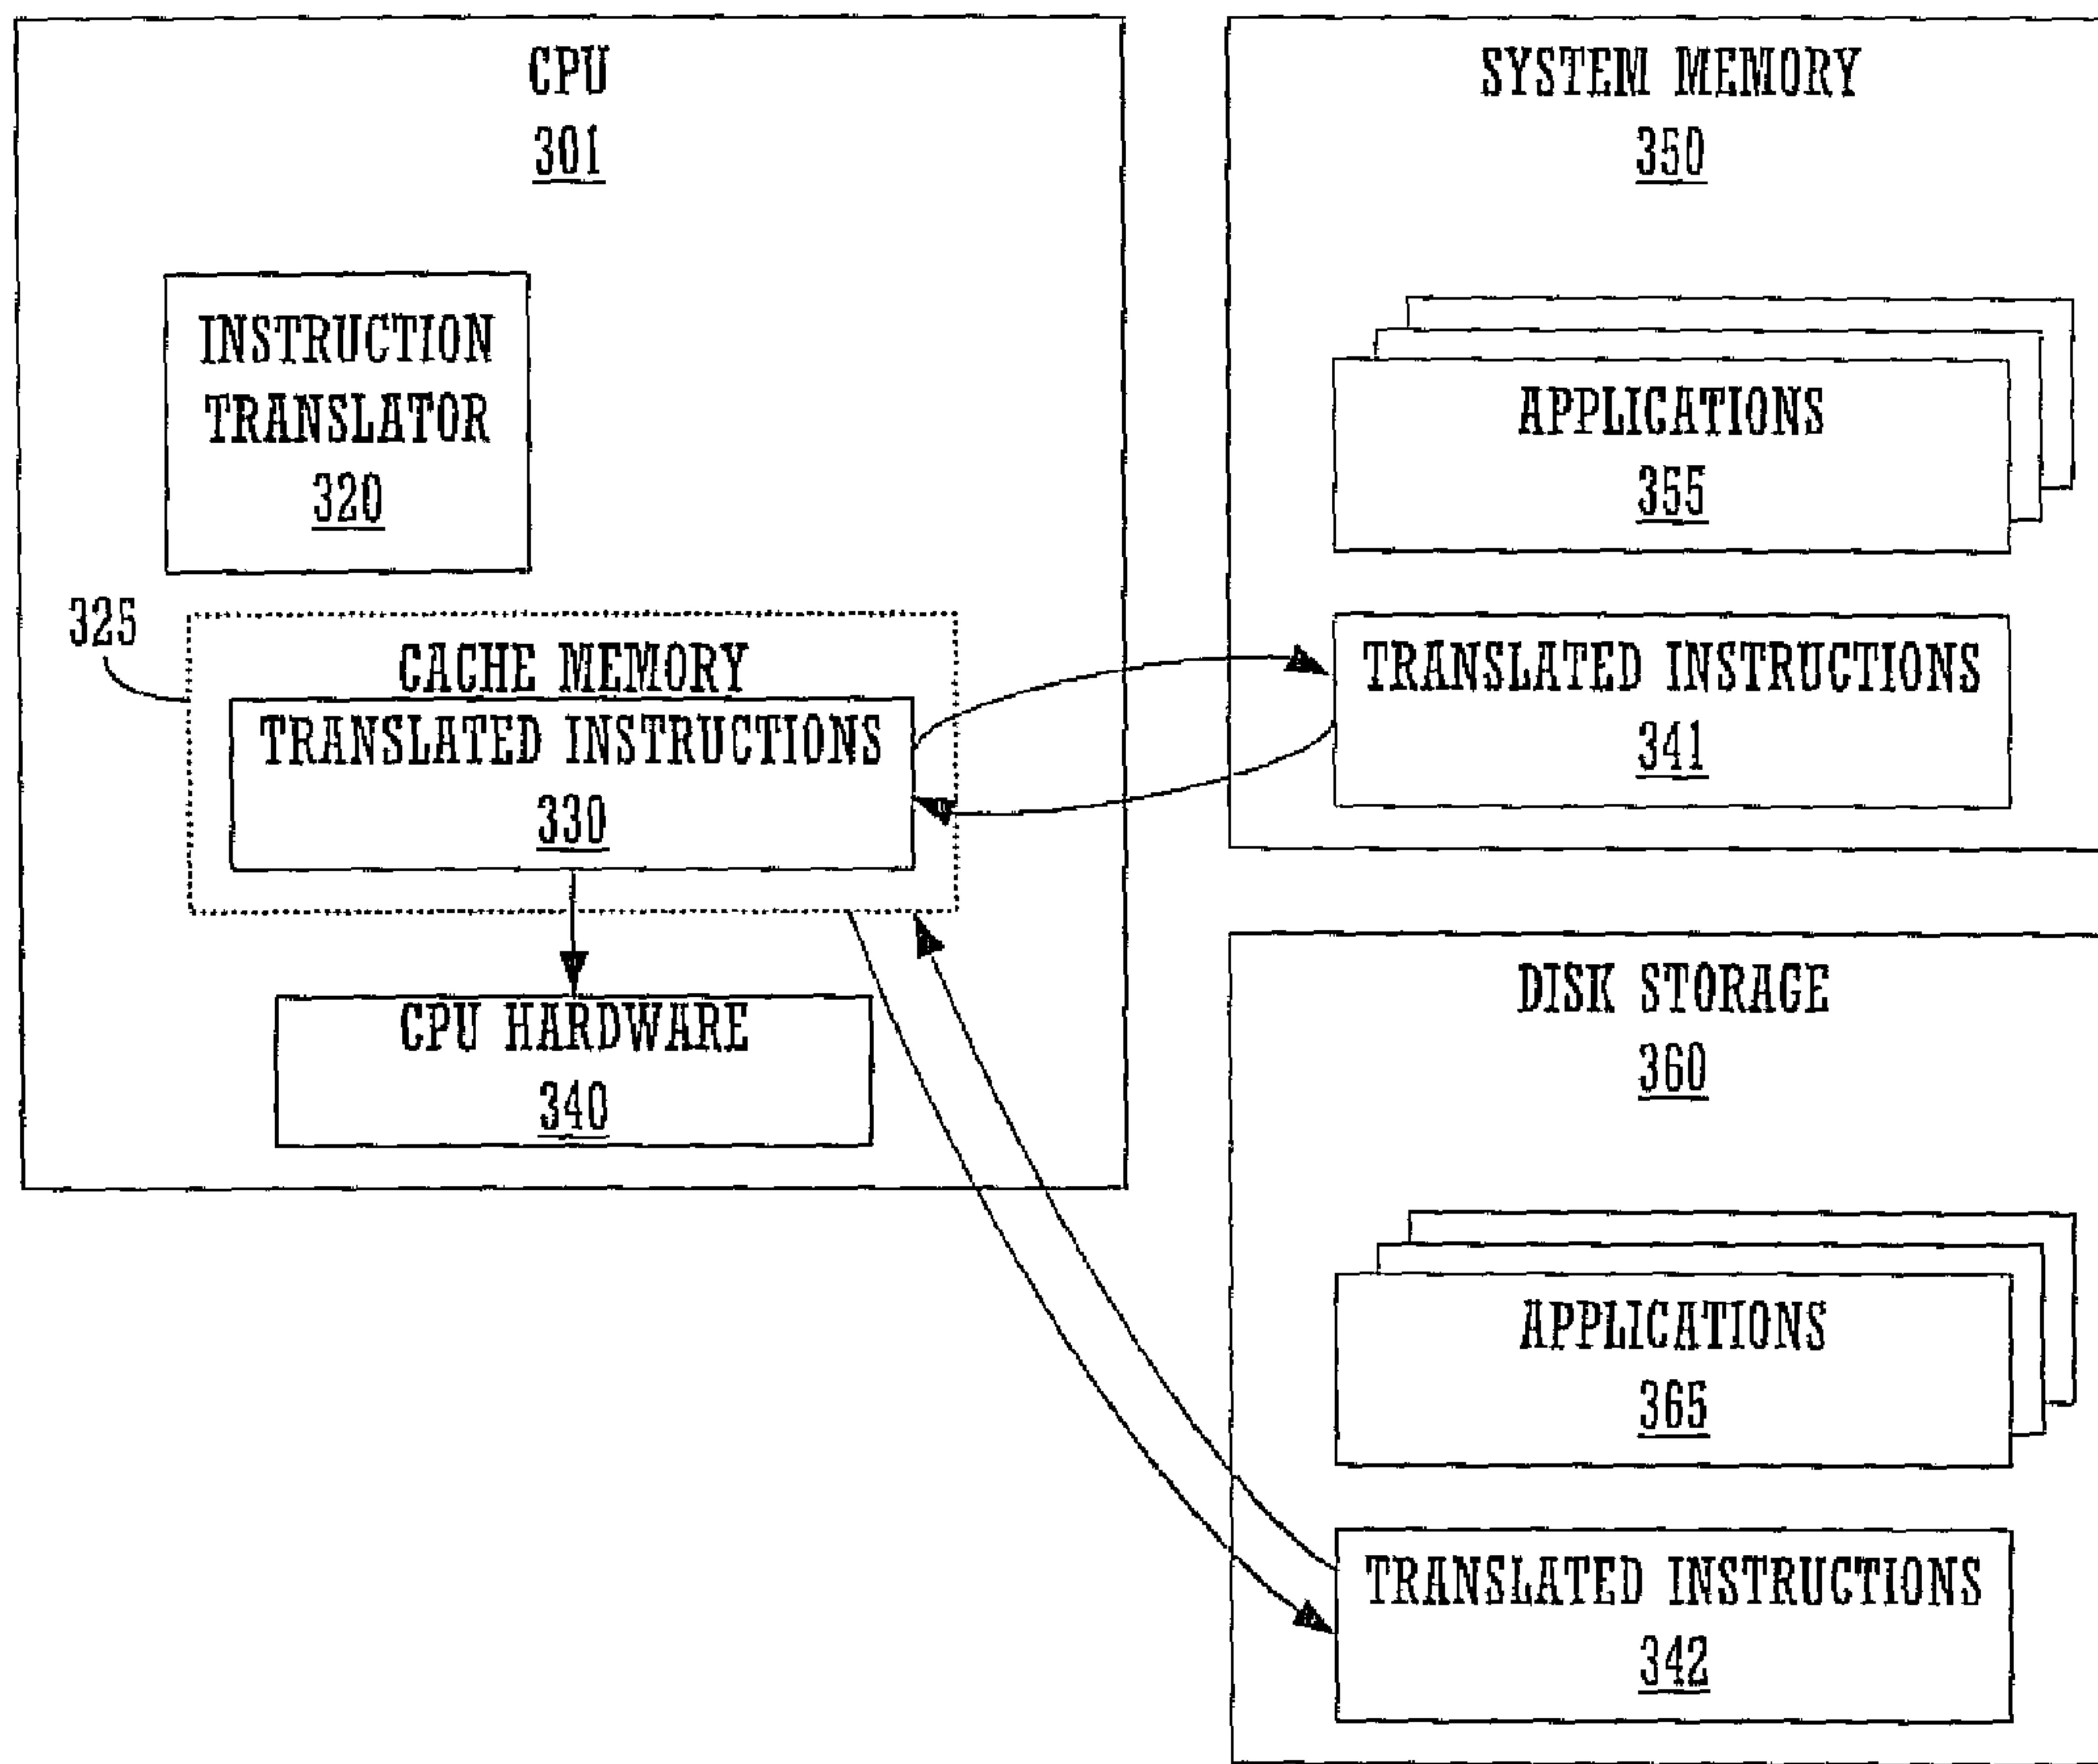 CPU
301
INSTRUCTION
TRANSLATOR
320
325
CACHE MEMORY
TRANSLATED INSTRUCTIONS
330
CPU HARDWARE
340
SYSTEM MEMORY
350
APPLICATIONS
355
TRANSLATED INSTRUCTIONS
341
DISK STORAGE
360
APPLICATIONS
365
TRANSLATED INSTRUCTIONS
342